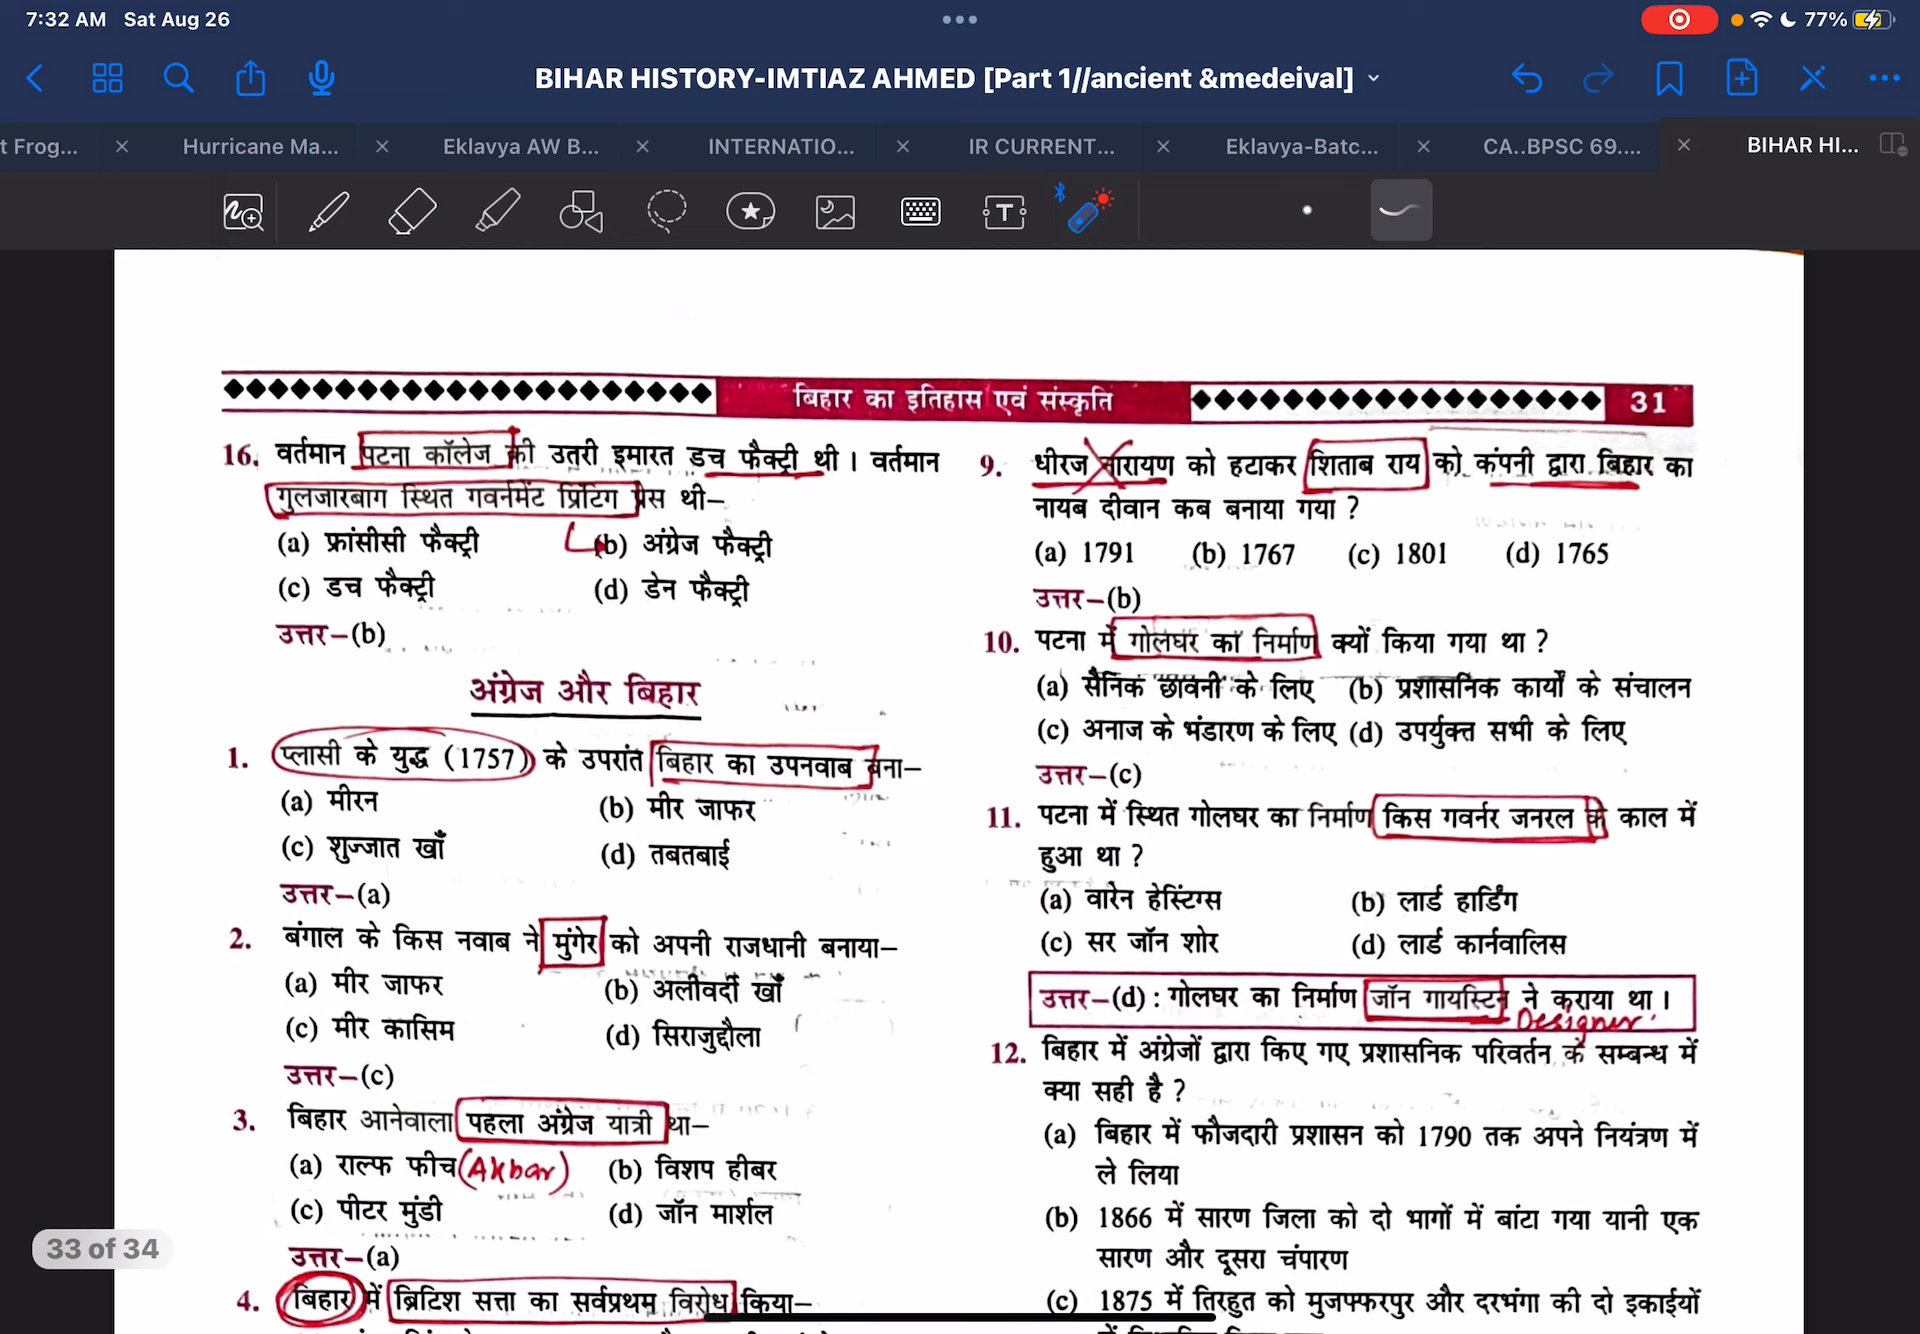 7:32 AM Sat Aug 26
77%
BIHAR HISTORY-IMTIAZ AHMED [Part 1//ancient &medeival]
t Frog... Hurricane Ma... Eklavya AW B... INTERNATIO... IR CURRENT... Eklavya-Batc... CA..BPSC 69.... BIHAR HI...
बिहार का इतिहास एवं संस्कृति 31
16. वर्तमान पटना कॉलेज की उतरी इमारत डच फैक्ट्री थी । वर्तमान
गुलजारबाग स्थित गवर्नमेंट प्रिंटिग प्रेस थी–
(a) फ्रांसीसी फैक्ट्री (b) अंग्रेज फैक्ट्री
(c) डच फैक्ट्री (d) डेन फैक्ट्री
उत्तर–(b)
अंग्रेज और बिहार
1. प्लासी के युद्ध (1757) के उपरांत बिहार का उपनवाब बना–
(a) मीरन (b) मीर जाफर
(c) शुज्जात खाँ (d) तबतबाई
उत्तर–(a)
2. बंगाल के किस नवाब ने मुंगेर को अपनी राजधानी बनाया–
(a) मीर जाफर (b) अलीवर्दी खाँ
(c) मीर कासिम (d) सिराजुद्दौला
उत्तर–(c)
3. बिहार आनेवाला पहला अंग्रेज यात्री था–
(a) राल्फ फीच (Akbar) (b) विशप हीबर
(c) पीटर मुंडी (d) जॉन मार्शल
उत्तर–(a)
4. बिहार में ब्रिटिश सत्ता का सर्वप्रथम विरोध किया–
9. धीरज नारायण को हटाकर शिताब राय को कंपनी द्वारा बिहार का
नायब दीवान कब बनाया गया ?
(a) 1791 (b) 1767 (c) 1801 (d) 1765
उत्तर–(b)
10. पटना में गोलघर का निर्माण क्यों किया गया था ?
(a) सैनिक छावनी के लिए (b) प्रशासनिक कार्यों के संचालन
(c) अनाज के भंडारण के लिए (d) उपर्युक्त सभी के लिए
उत्तर–(c)
11. पटना में स्थित गोलघर का निर्माण किस गवर्नर जनरल के काल में
हुआ था ?
(a) वारेन हेस्टिंग्स (b) लार्ड हार्डिंग
(c) सर जॉन शोर (d) लार्ड कार्नवालिस
उत्तर–(d) : गोलघर का निर्माण जॉन गायस्टिन ने कराया था ।
Designer
12. बिहार में अंग्रेजों द्वारा किए गए प्रशासनिक परिवर्तन के सम्बन्ध में
क्या सही है ?
(a) बिहार में फौजदारी प्रशासन को 1790 तक अपने नियंत्रण में
ले लिया
(b) 1866 में सारण जिला को दो भागों में बांटा गया यानी एक
सारण और दूसरा चंपारण
(c) 1875 में तिरहुत को मुजफ्फरपुर और दरभंगा की दो इकाईयों
33 of 34